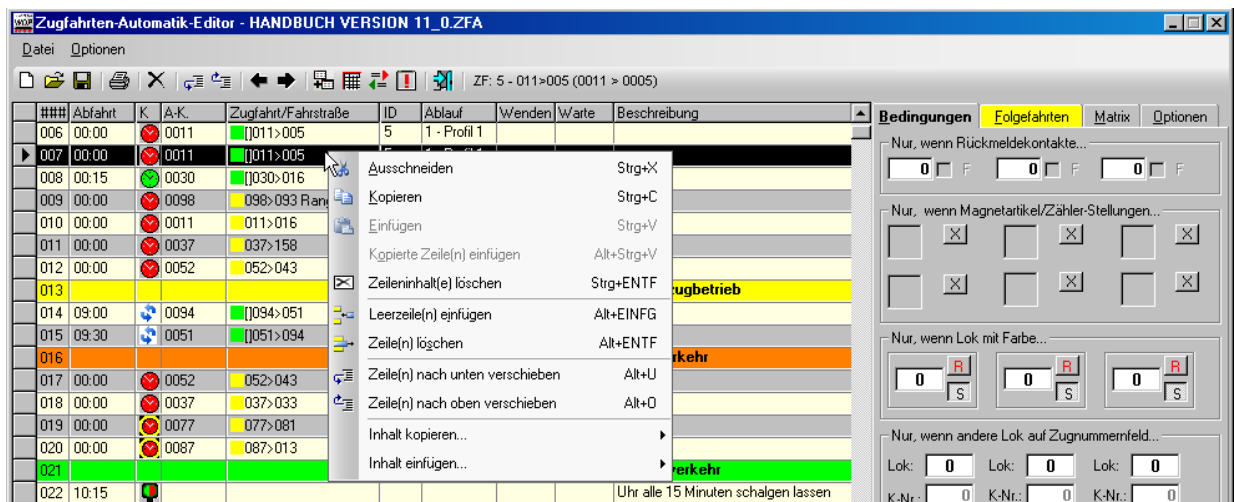 Zugfahrten-Automatik-Editor - HANDBUCH VERSION 11_0.ZFA
Datei Optionen
ZF: 5 - 011>005 (0011 > 0005)
### Abfahrt K A-K. Zugfahrt/Fahrstraße ID Ablauf Wenden Warte Beschreibung
006 00:00 0011 []011>005 5 1 - Profil 1
007 00:00 0011 []011>005
008 00:15 0030 []030>016
009 00:00 0098 098>093
010 00:00 0011 011>016
011 00:00 0037 037>158
012 00:00 0052 052>043
013 zugbetrieb
014 09:00 0094 []094>051
015 09:30 0051 []051>094
016
017 00:00 0052 052>043
018 00:00 0037 037>033
019 00:00 0077 077>081
020 00:00 0087 087>013
021
022 10:15 Uhr alle 15 Minuten schalgen lassen
Ausschneiden Strg+X
Kopieren Strg+C
Einfügen Strg+V
Kopierte Zeile(n) einfügen Alt+Strg+V
Zeileninhalt(e) löschen Strg+ENTF
Leerzeile(n) einfügen Alt+EINFG
Zeile(n) löschen Alt+ENTF
Zeile(n) nach unten verschieben Alt+U
Zeile(n) nach oben verschieben Alt+O
Inhalt kopieren...
Inhalt einfügen...
Bedingungen Folgefahrten Matrix Optionen
Nur, wenn Rückmeldekontakte...
0 F 0 F 0 F
Nur, wenn Magnetartikel/Zähler-Stellungen...
X X X
X X X
Nur, wenn Lok mit Farbe...
0 R S 0 R S 0 R S
Nur, wenn andere Lok auf Zugnummernfeld...
Lok: 0 Lok: 0 Lok: 0
K-Nr.: 0 K-Nr.: 0 K-Nr.: 0